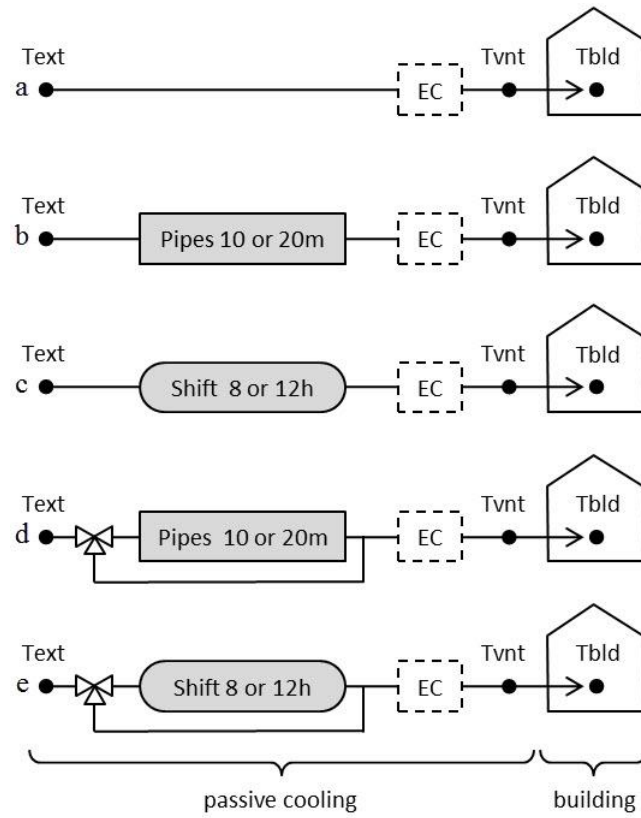 Text Tvnt Tbld
a EC
Text Tvnt Tbld
b Pipes 10 or 20m EC
Text Tvnt Tbld
c Shift 8 or 12h EC
Text Tvnt Tbld
d Pipes 10 or 20m EC
Text Tvnt Tbld
e Shift 8 or 12h EC
passive cooling building